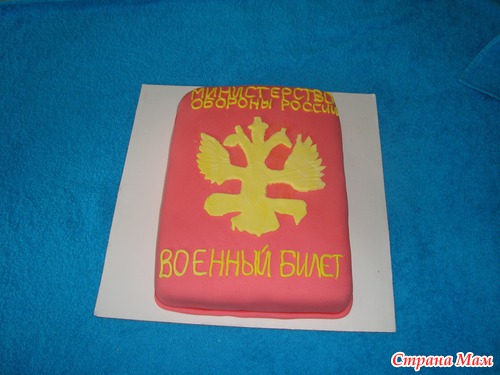 МИНИСТЕРСТВО
ОБОРОНЫ РОССИИ
ВОЕННЫЙ БИЛЕТ
Страна Мам